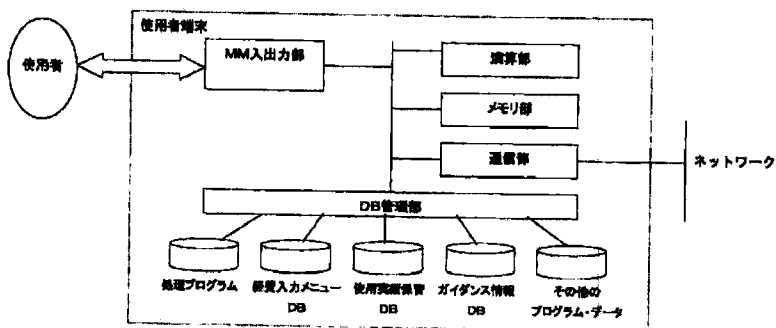 使用者端末
使用者
MM入出力部
演算部
メモリ部
通信部
ネットワーク
DB管理部
処理プログラム
経費入力メニュー
DB
使用実績保管
DB
ガイダンス情報
DB
その他の
プログラム・データ